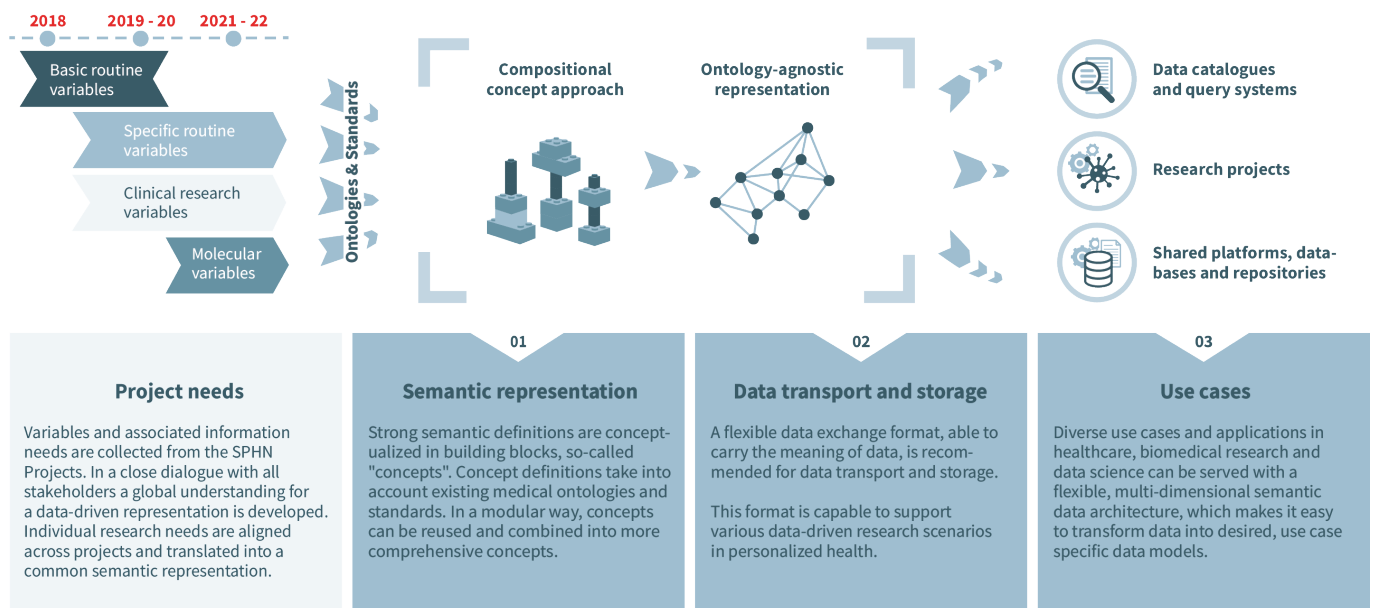 2018
2019 - 20
2021 - 22
Basic routine
variables
Specific routine
variables
Clinical research
variables
Molecular
variables
Ontologies & Standards
Compositional
concept approach
Ontology-agnostic
representation
Data catalogues
and query systems
Research projects
Shared platforms, data-
bases and repositories
Project needs
Variables and associated information
needs are collected from the SPHN
Projects. In a close dialogue with all
stakeholders a global understanding for
a data-driven representation is developed.
Individual research needs are aligned
across projects and translated into a
common semantic representation.
01
Semantic representation
Strong semantic definitions are concept-
ualized in building blocks, so-called
"concepts". Concept definitions take into
account existing medical ontologies and
standards. In a modular way, concepts
can be reused and combined into more
comprehensive concepts.
02
Data transport and storage
A flexible data exchange format, able to
carry the meaning of data, is recom-
mended for data transport and storage.
This format is capable to support
various data-driven research scenarios
in personalized health.
03
Use cases
Diverse use cases and applications in
healthcare, biomedical research and
data science can be served with a
flexible, multi-dimensional semantic
data architecture, which makes it easy
to transform data into desired, use case
specific data models.